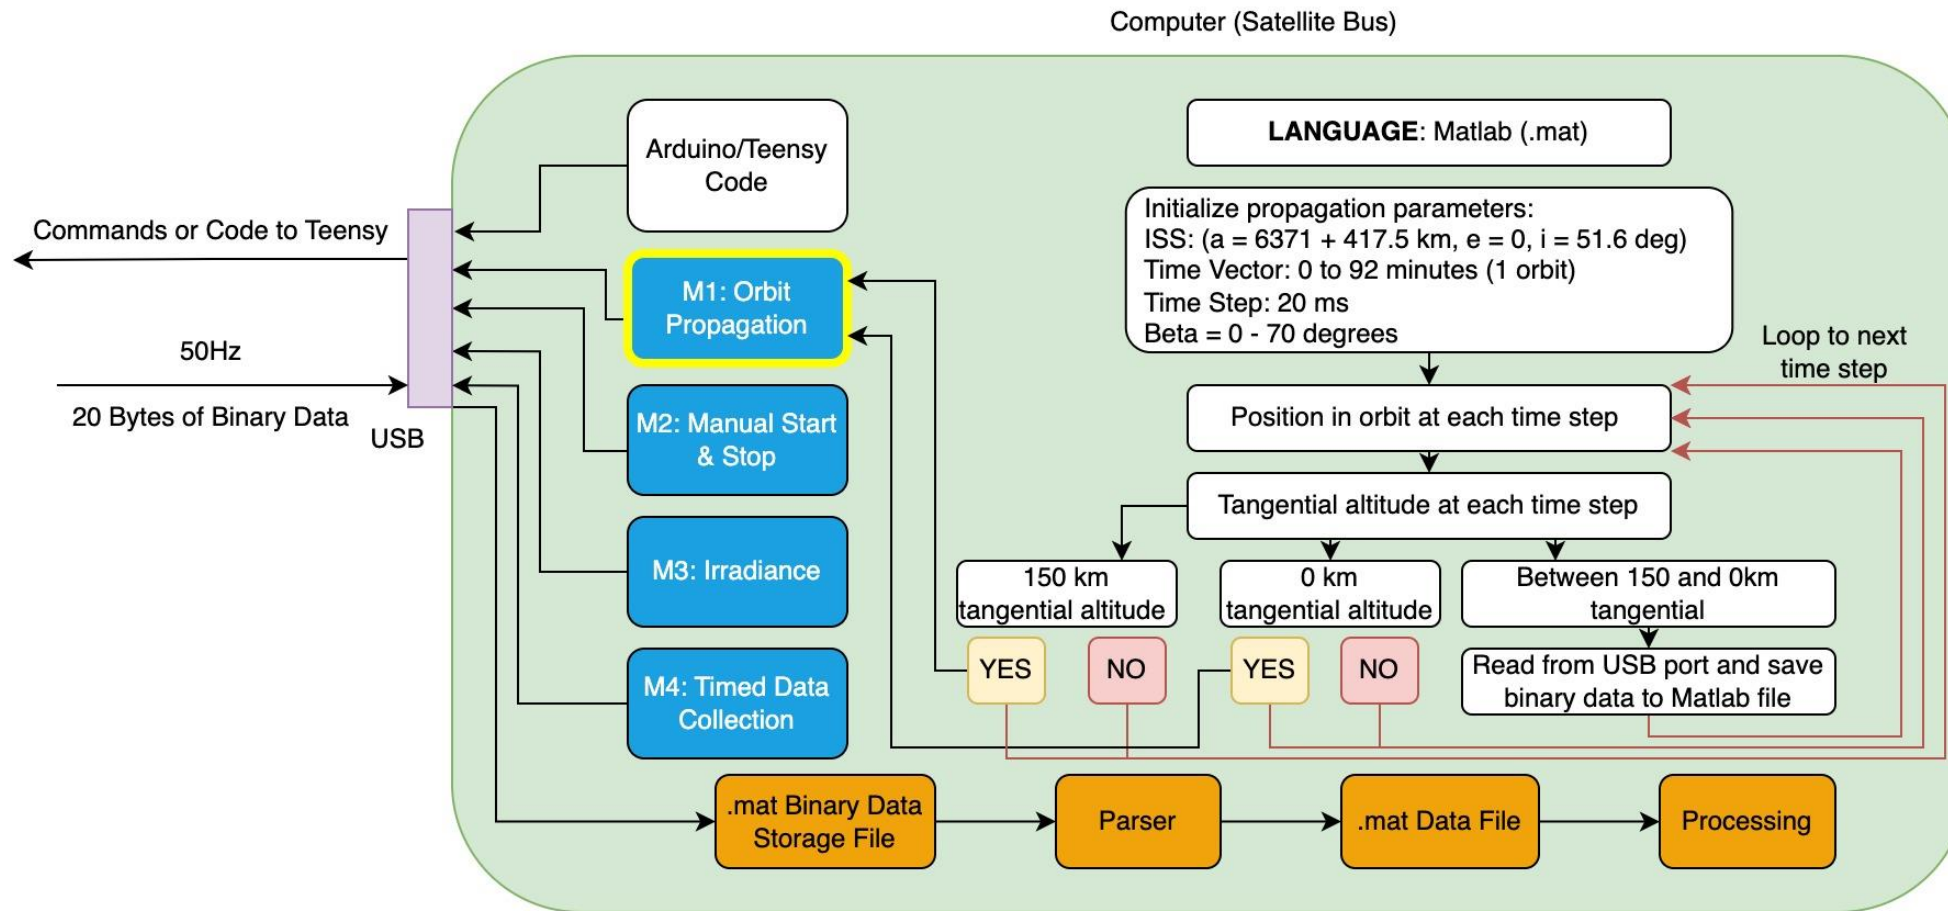 Computer (Satellite Bus)
Arduino/Teensy
Code
LANGUAGE: Matlab (.mat)
Initialize propagation parameters:
ISS: (a = 6371 + 417.5 km, e = 0, i = 51.6 deg)
Time Vector: 0 to 92 minutes (1 orbit)
Time Step: 20 ms
Beta = 0 - 70 degrees
Commands or Code to Teensy
M1: Orbit
Propagation
50Hz
20 Bytes of Binary Data
USB
Loop to next
time step
M2: Manual Start
& Stop
Position in orbit at each time step
Tangential altitude at each time step
M3: Irradiance
150 km
tangential altitude
0 km
tangential altitude
Between 150 and 0km
tangential
YES
NO
YES
NO
Read from USB port and save
binary data to Matlab file
M4: Timed Data
Collection
.mat Binary Data
Storage File
Parser
.mat Data File
Processing